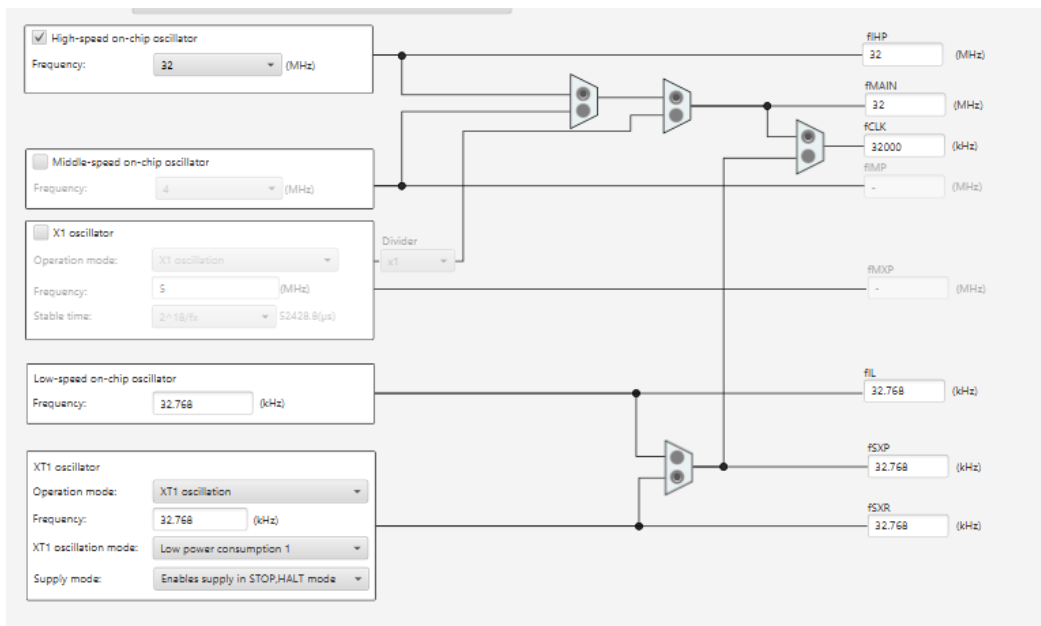 High-speed on-chip oscillator
Frequency: 32 (MHz)
fIHP
32 (MHz)
fMAIN
32 (MHz)
fCLK
32000 (kHz)
Middle-speed on-chip oscillator
Frequency: 4 (MHz)
fIMP
- (MHz)
X1 oscillator
Operation mode: X1 oscillation
Frequency: 5 (MHz)
Stable time: 2^18/fx 52428.8(µs)
Divider
x1
fMXP
- (MHz)
Low-speed on-chip oscillator
Frequency: 32.768 (kHz)
fIL
32.768 (kHz)
XT1 oscillator
Operation mode: XT1 oscillation
Frequency: 32.768 (kHz)
XT1 oscillation mode: Low power consumption 1
Supply mode: Enables supply in STOP,HALT mode
fSXP
32.768 (kHz)
fSXR
32.768 (kHz)